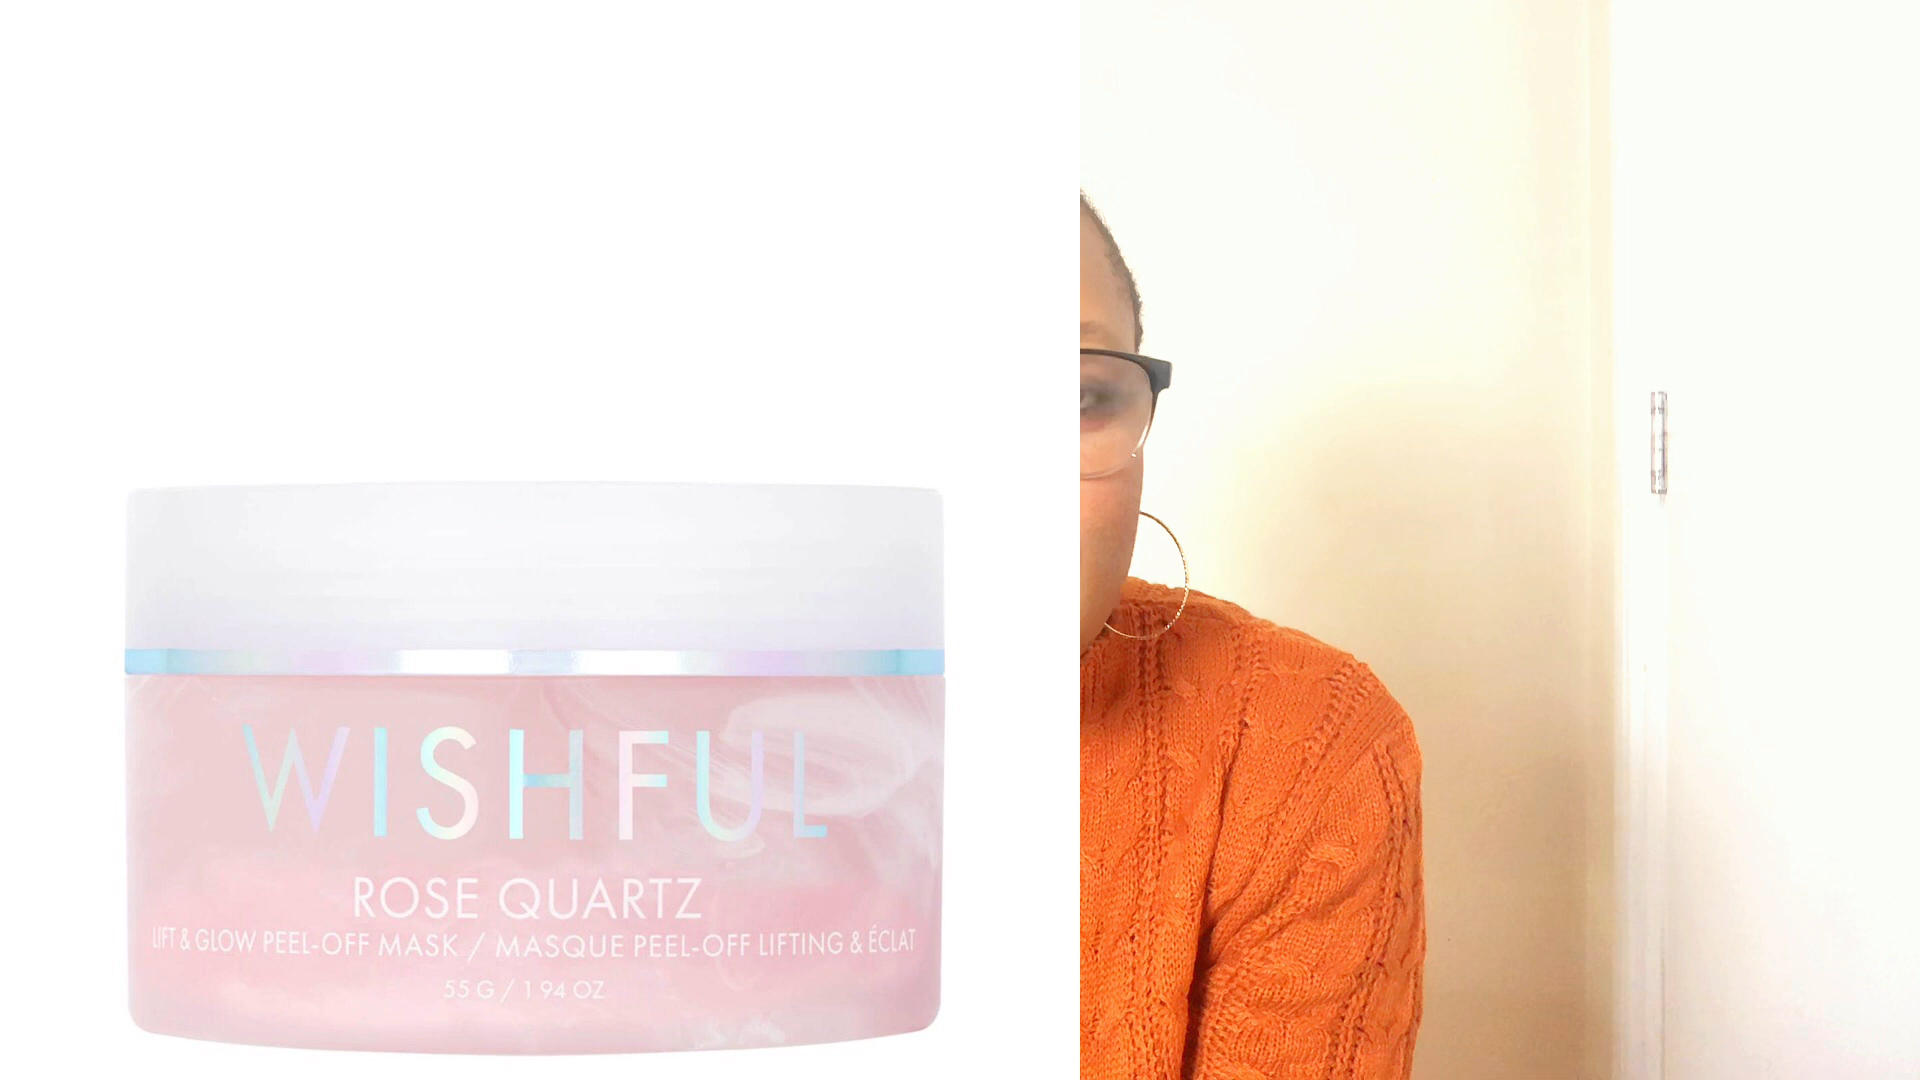 WISHFUL
ROSE QUARTZ
LIFT & GLOW PEEL-OFF MASK / MASQUE PEEL-OFF LIFTING & ÉCLAT
55 G / 1 94 OZ